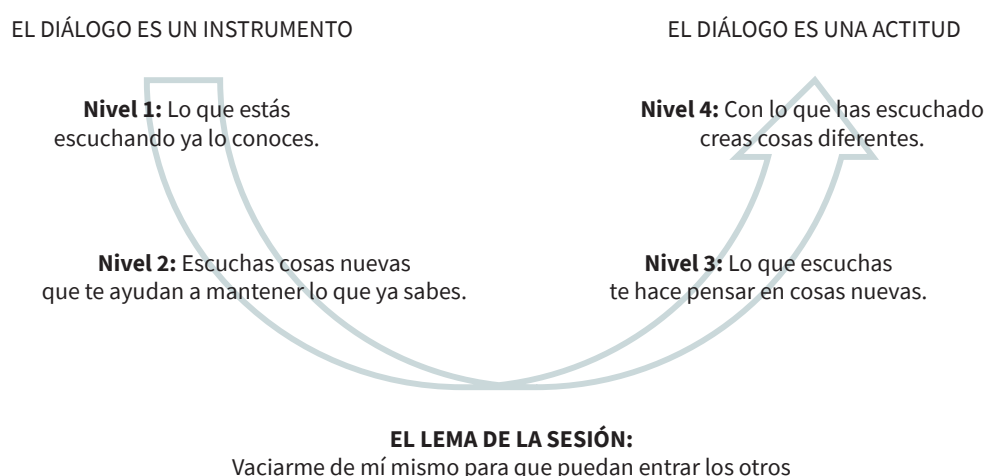 EL DIÁLOGO ES UN INSTRUMENTO
EL DIÁLOGO ES UNA ACTITUD
Nivel 1: Lo que estás
escuchando ya lo conoces.
Nivel 4: Con lo que has escuchado
creas cosas diferentes.
Nivel 2: Escuchas cosas nuevas
que te ayudan a mantener lo que ya sabes.
Nivel 3: Lo que escuchas
te hace pensar en cosas nuevas.
EL LEMA DE LA SESIÓN:
Vaciarme de mí mismo para que puedan entrar los otros